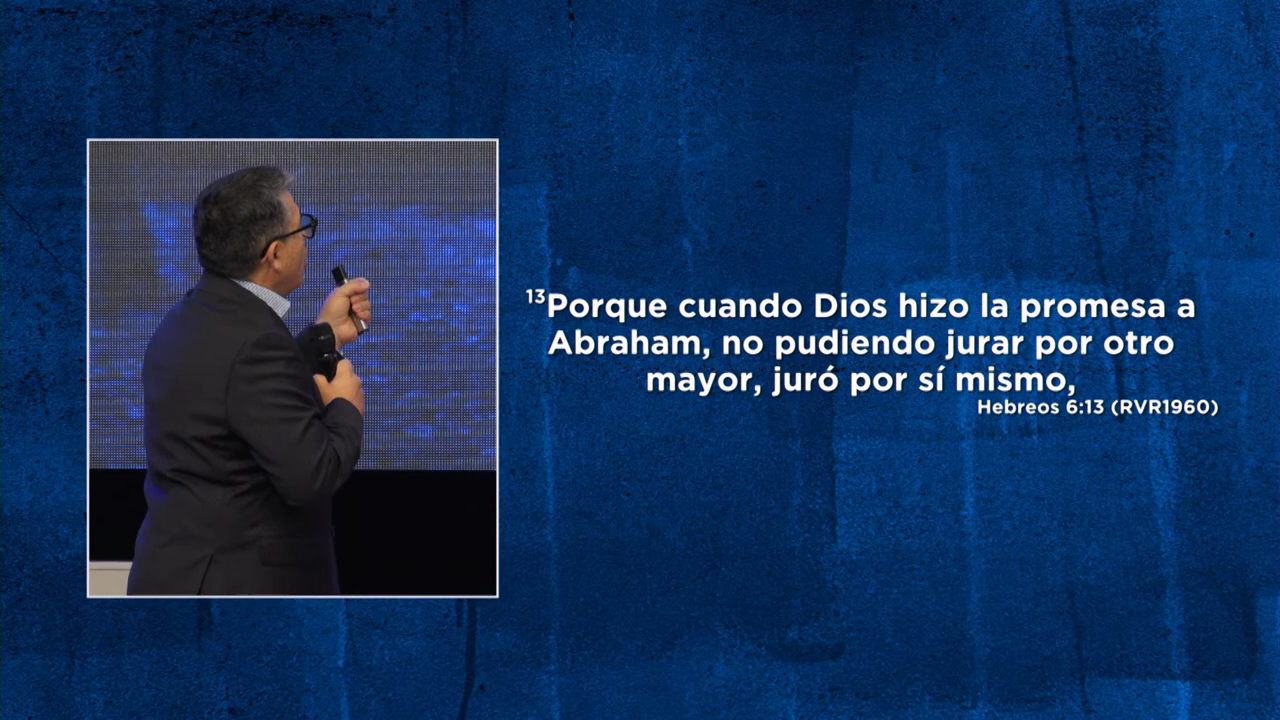 ¹³Porque cuando Dios hizo la promesa a
Abraham, no pudiendo jurar por otro
mayor, juró por sí mismo,
Hebreos 6:13 (RVR1960)